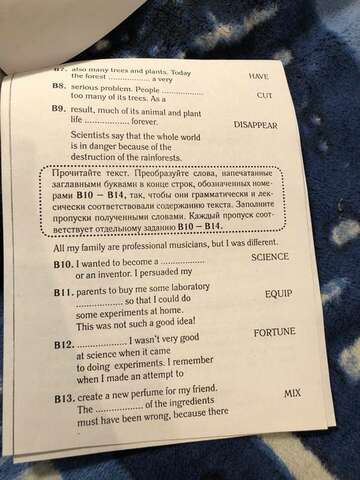 B7. also many trees and plants. Today
the forest .................. a very HAVE
B8. serious problem. People .............
too many of its trees. As a CUT
B9. result, much of its animal and plant
life .................. forever. DISAPPEAR
Scientists say that the whole world
is in danger because of the
destruction of the rainforests.
Прочитайте текст. Преобразуйте слова, напечатанные
заглавными буквами в конце строк, обозначенных номе-
рами B10 – B14, так, чтобы они грамматически и лек-
сически соответствовали содержанию текста. Заполните
пропуски полученными словами. Каждый пропуск соот-
ветствует отдельному заданию B10 – B14.
All my family are professional musicians, but I was different.
B10. I wanted to become a .................. SCIENCE
or an inventor. I persuaded my
B11. parents to buy me some laboratory
.................. so that I could do EQUIP
some experiments at home.
This was not such a good idea!
B12. .................. I wasn't very good FORTUNE
at science when it came
to doing experiments. I remember
when I made an attempt to
B13. create a new perfume for my friend.
The .................. of the ingredients MIX
must have been wrong, because there